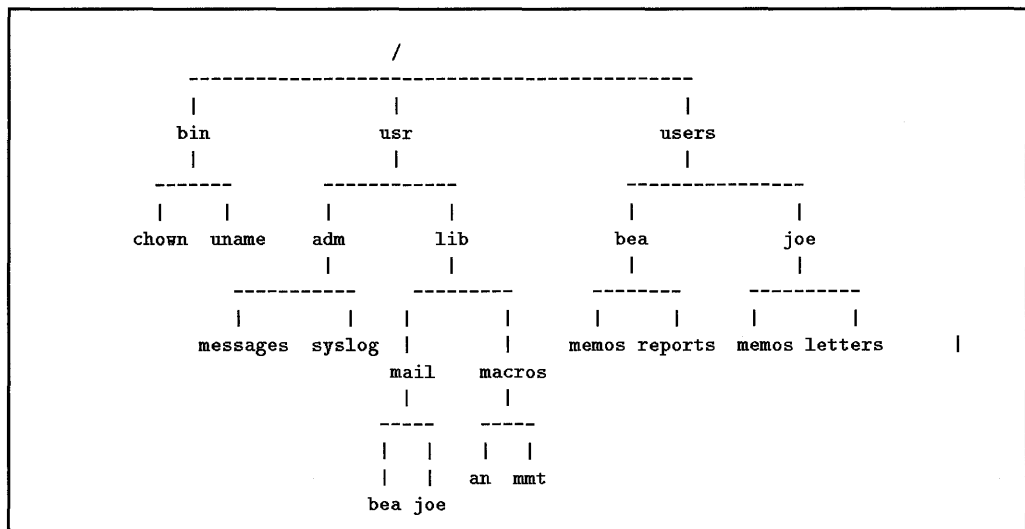 /
bin usr users
chown uname adm lib bea joe
messages syslog memos reports memos letters
mail macros
an mmt
bea joe